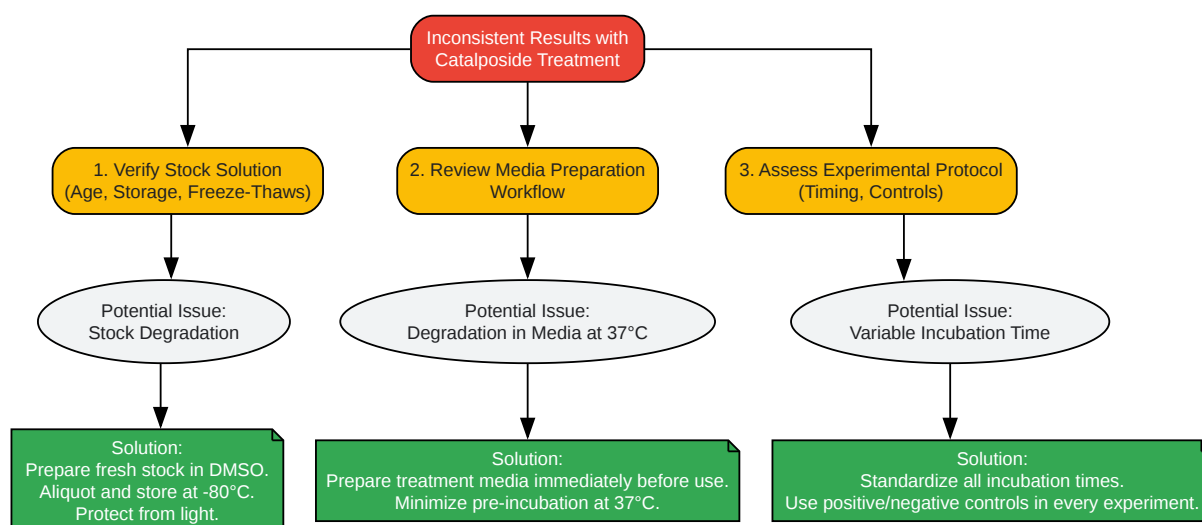 Inconsistent Results with
Catalposide Treatment
1. Verify Stock Solution
(Age, Storage, Freeze-Thaws)
2. Review Media Preparation
Workflow
3. Assess Experimental Protocol
(Timing, Controls)
Potential Issue:
Stock Degradation
Potential Issue:
Degradation in Media at 37°C
Potential Issue:
Variable Incubation Time
Solution:
Prepare fresh stock in DMSO.
Aliquot and store at -80°C.
Protect from light.
Solution:
Prepare treatment media immediately before use.
Minimize pre-incubation at 37°C.
Solution:
Standardize all incubation times.
Use positive/negative controls in every experiment.